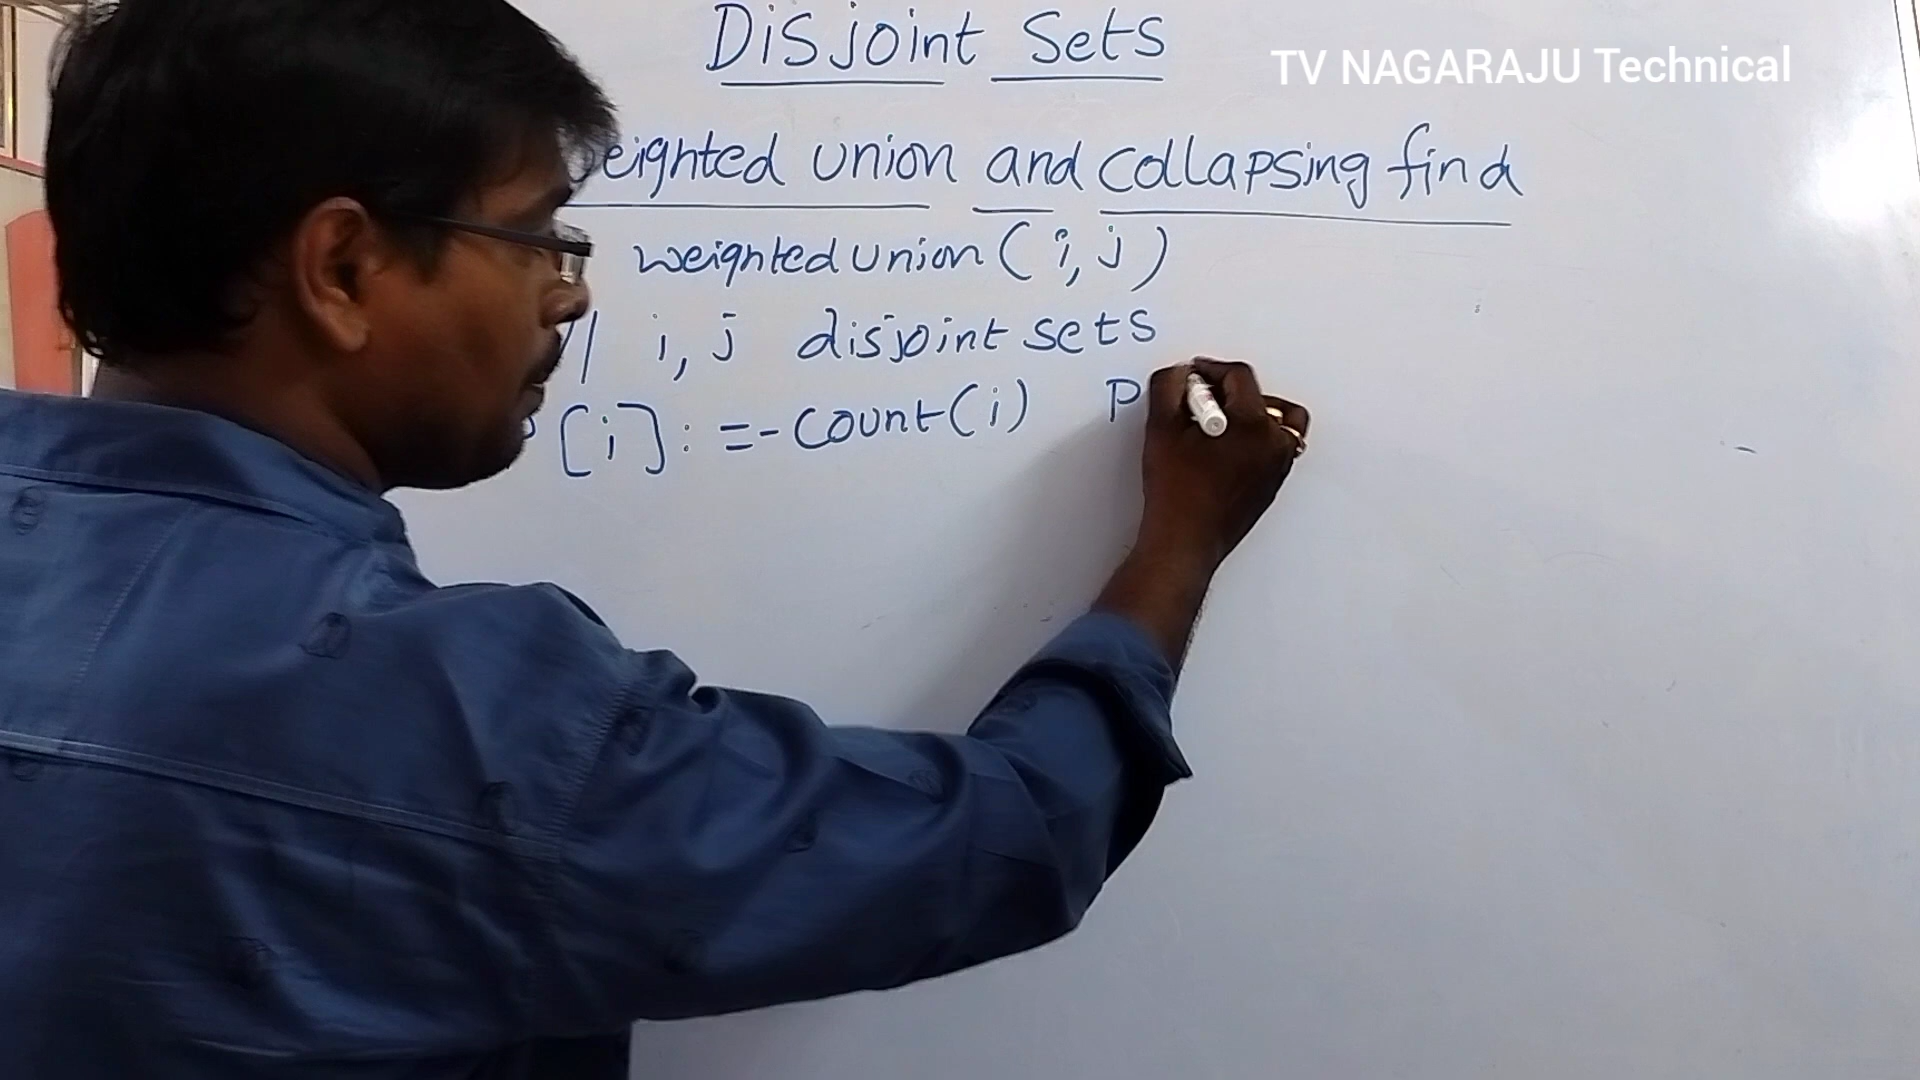 Disjoint Sets
TV NAGARAJU Technical
eighted union and collapsing find
weighted union (i, j)
// i, j disjoint sets
P[i] := -count(i) P